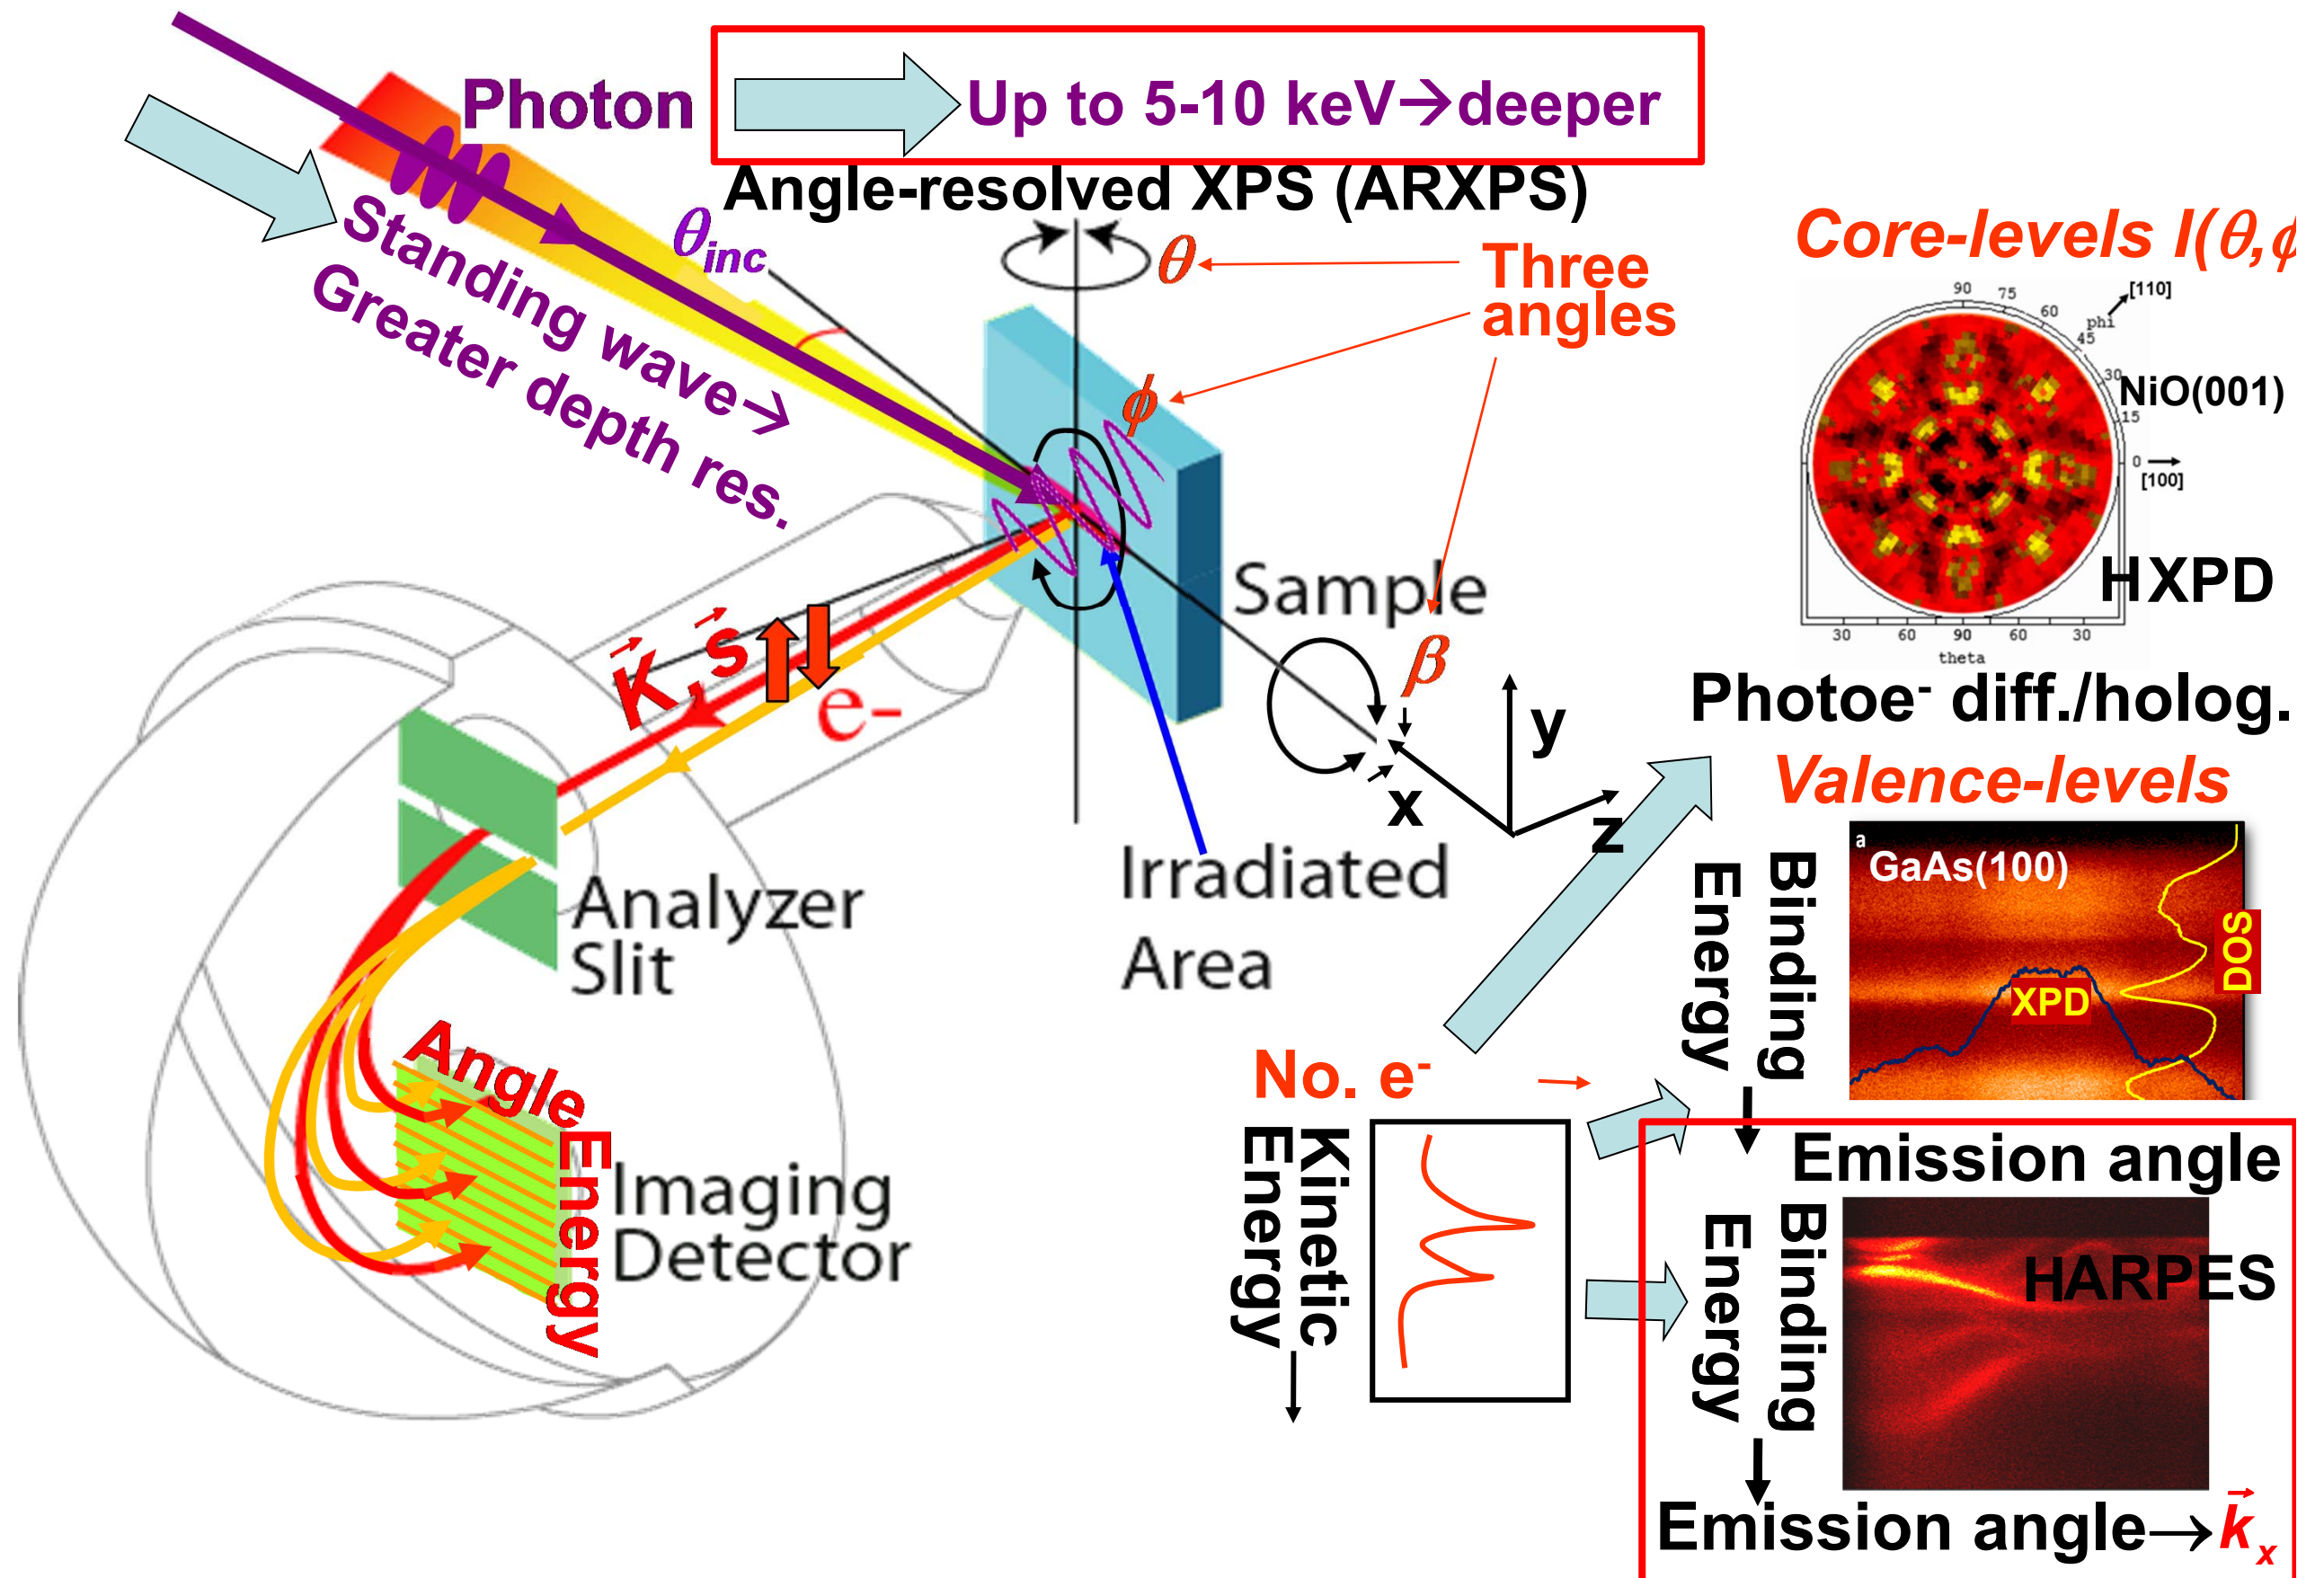 Photon
Up to 5-10 keV→deeper
Angle-resolved XPS (ARXPS)
Standing wave→
Greater depth res.
θinc
θ
Three
angles
ϕ
Sample
β
y
x
z
K,s
e-
Analyzer
Slit
Irradiated
Area
Angle
Energy
Imaging
Detector
No. e-
Kinetic
Energy
Core-levels I(θ,ϕ
90
75
60
phi
45
30
15
0
[110]
NiO(001)
[100]
HXPD
30 60 90 60 30
theta
Photoe- diff./holog.
Valence-levels
Binding
Energy
a
GaAs(100)
DOS
XPD
Emission angle
Binding
Energy
HARPES
Emission angle→kx